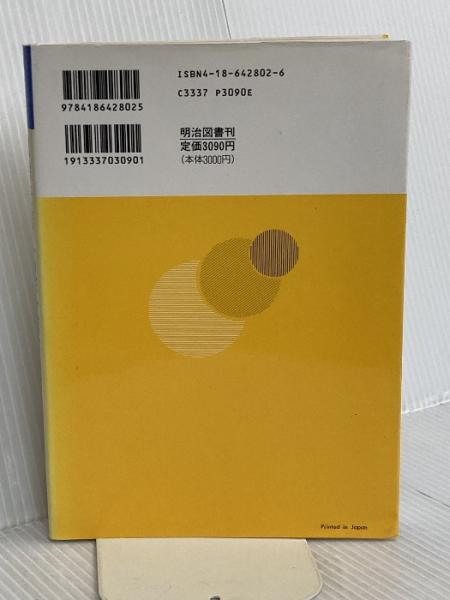 ISBN4-18-642802-6
C3337 P3090E
9784186428025
明治図書刊
定価3090円
(本体3000円)
1913337030901
Printed in Japan